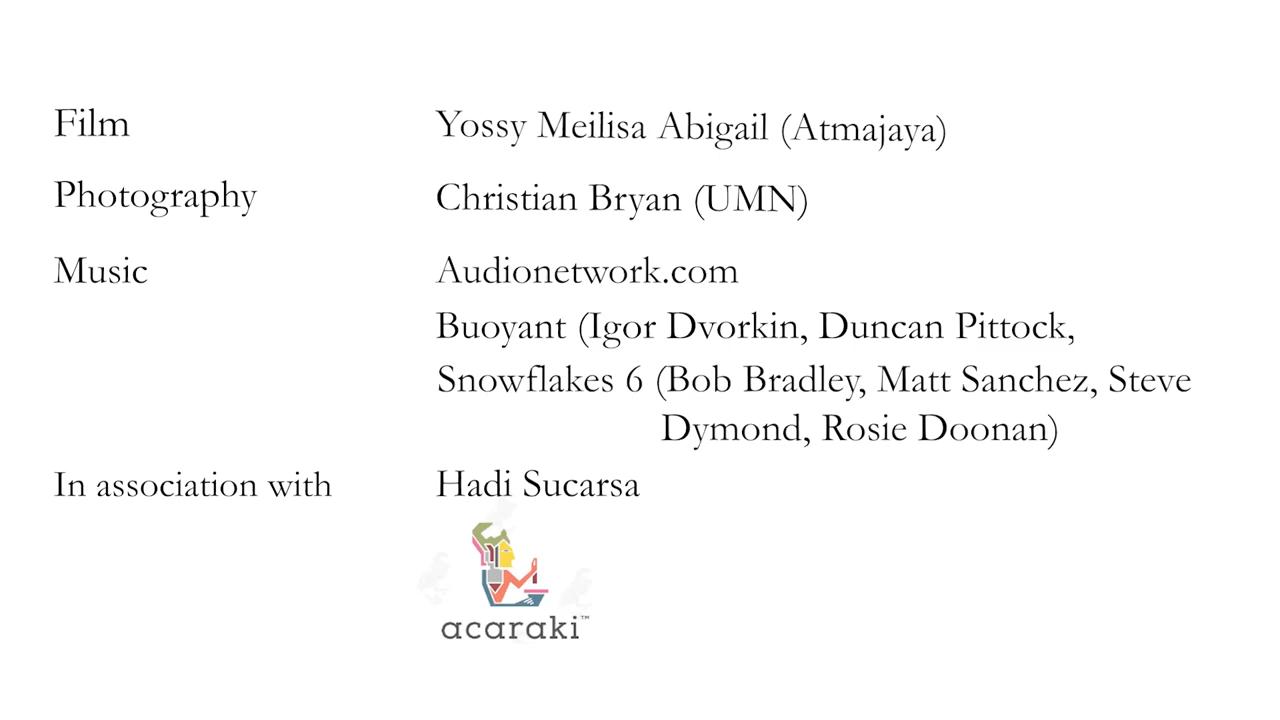 Film Yossy Meilisa Abigail (Atmajaya)
Photography Christian Bryan (UMN)
Music Audionetwork.com
Buoyant (Igor Dvorkin, Duncan Pittock,
Snowflakes 6 (Bob Bradley, Matt Sanchez, Steve
Dymond, Rosie Doonan)
In association with Hadi Sucarsa
acaraki™